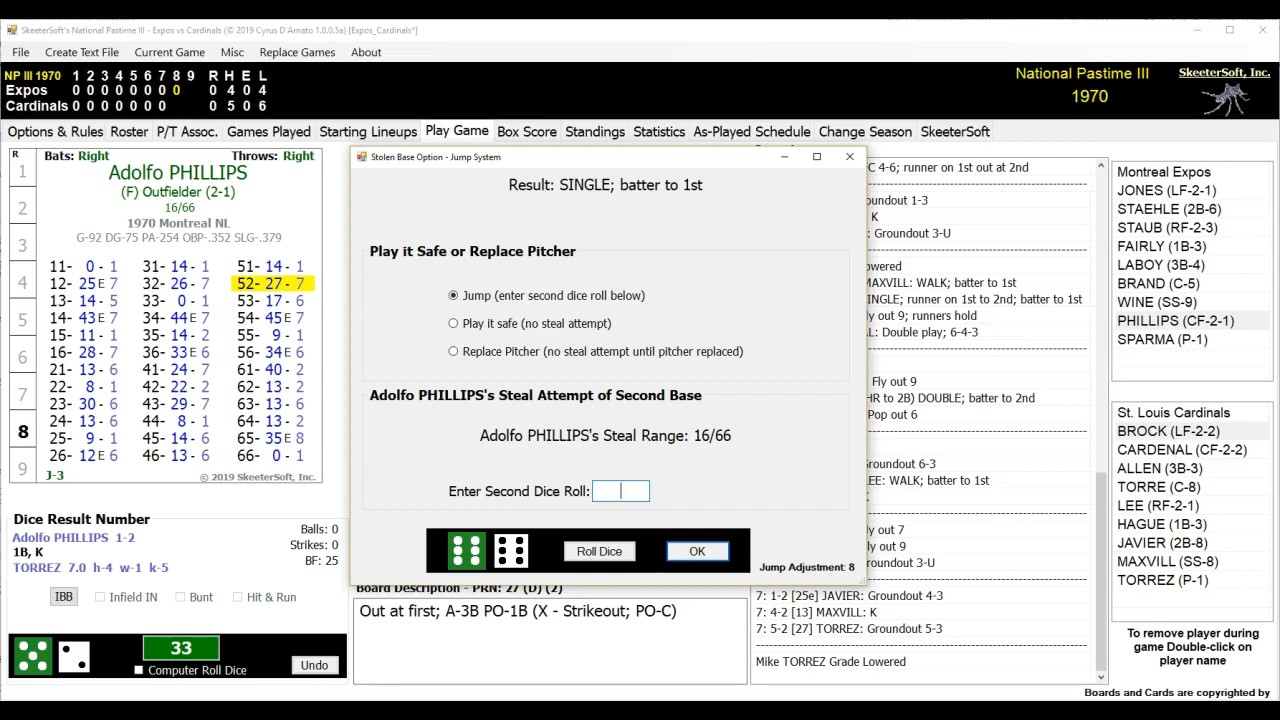 SkeeterSoft's National Pastime III - Expos vs Cardinals (© 2019 Cyrus D'Amato 1.0.0.5a) [Expos_Cardinals*]
File Create Text File Current Game Misc Replace Games About
NP III 1970 1 2 3 4 5 6 7 8 9 R H E L
Expos 0 0 0 0 0 0 0 0 0 4 0 4
Cardinals 0 0 0 0 0 0 0 0 5 0 6
National Pastime III
1970
SkeeterSoft, Inc.
Options & Rules Roster P/T Assoc. Games Played Starting Lineups Play Game Box Score Standings Statistics As-Played Schedule Change Season SkeeterSoft
R
1
2
3
4
5
6
7
8
9
Bats: Right Throws: Right
Adolfo PHILLIPS
(F) Outfielder (2-1)
16/66
1970 Montreal NL
G-92 DG-75 PA-254 OBP-.352 SLG-.379
11- 0 - 1 31- 14 - 1 51- 14 - 1
12- 25 E 7 32- 26 - 7 52- 27 - 7
13- 14 - 5 33- 0 - 1 53- 17 - 6
14- 43 E 7 34- 44 E 7 54- 45 E 7
15- 11 - 1 35- 14 - 2 55- 9 - 1
16- 28 - 7 36- 33 E 6 56- 34 E 6
21- 13 - 6 41- 24 - 7 61- 40 - 2
22- 8 - 1 42- 22 - 2 62- 13 - 2
23- 30 - 6 43- 29 - 7 63- 13 - 6
24- 13 - 6 44- 8 - 1 64- 13 - 2
25- 9 - 1 45- 14 - 6 65- 35 E 8
26- 12 E 6 46- 13 - 6 66- 0 - 1
J-3 © 2019 SkeeterSoft, Inc.
Dice Result Number
Adolfo PHILLIPS 1-2
1B, K
TORREZ 7.0 h-4 w-1 k-5
Balls: 0
Strikes: 0
BF: 25
IBB Infield IN Bunt Hit & Run
33
Computer Roll Dice
Undo
Stolen Base Option - Jump System
Result: SINGLE; batter to 1st
Play it Safe or Replace Pitcher
Jump (enter second dice roll below)
Play it safe (no steal attempt)
Replace Pitcher (no steal attempt until pitcher replaced)
Adolfo PHILLIPS's Steal Attempt of Second Base
Adolfo PHILLIPS's Steal Range: 16/66
Enter Second Dice Roll:
Roll Dice OK
Jump Adjustment: 8
Board Description - PRN: 27 (D) (2)
Out at first; A-3B PO-1B (X - Strikeout; PO-C)
C 4-6; runner on 1st out at 2nd
Groundout 1-3
K
: Groundout 3-U
owered
MAXVILL: WALK; batter to 1st
INGLE; runner on 1st to 2nd; batter to 1st
y out 9; runners hold
L: Double play; 6-4-3
Fly out 9
HR to 2B) DOUBLE; batter to 2nd
Pop out 6
Groundout 6-3
LEE: WALK; batter to 1st
ly out 7
ly out 9
Groundout 3-U
7: 1-2 [25e] JAVIER: Groundout 4-3
7: 4-2 [13] MAXVILL: K
7: 5-2 [27] TORREZ: Groundout 5-3
Mike TORREZ Grade Lowered
Montreal Expos
JONES (LF-2-1)
STAEHLE (2B-6)
STAUB (RF-2-3)
FAIRLY (1B-3)
LABOY (3B-4)
BRAND (C-5)
WINE (SS-9)
PHILLIPS (CF-2-1)
SPARMA (P-1)
St. Louis Cardinals
BROCK (LF-2-2)
CARDENAL (CF-2-2)
ALLEN (3B-3)
TORRE (C-8)
LEE (RF-2-1)
HAGUE (1B-3)
JAVIER (2B-8)
MAXVILL (SS-8)
TORREZ (P-1)
To remove player during
game Double-click on
player name
Boards and Cards are copyrighted by